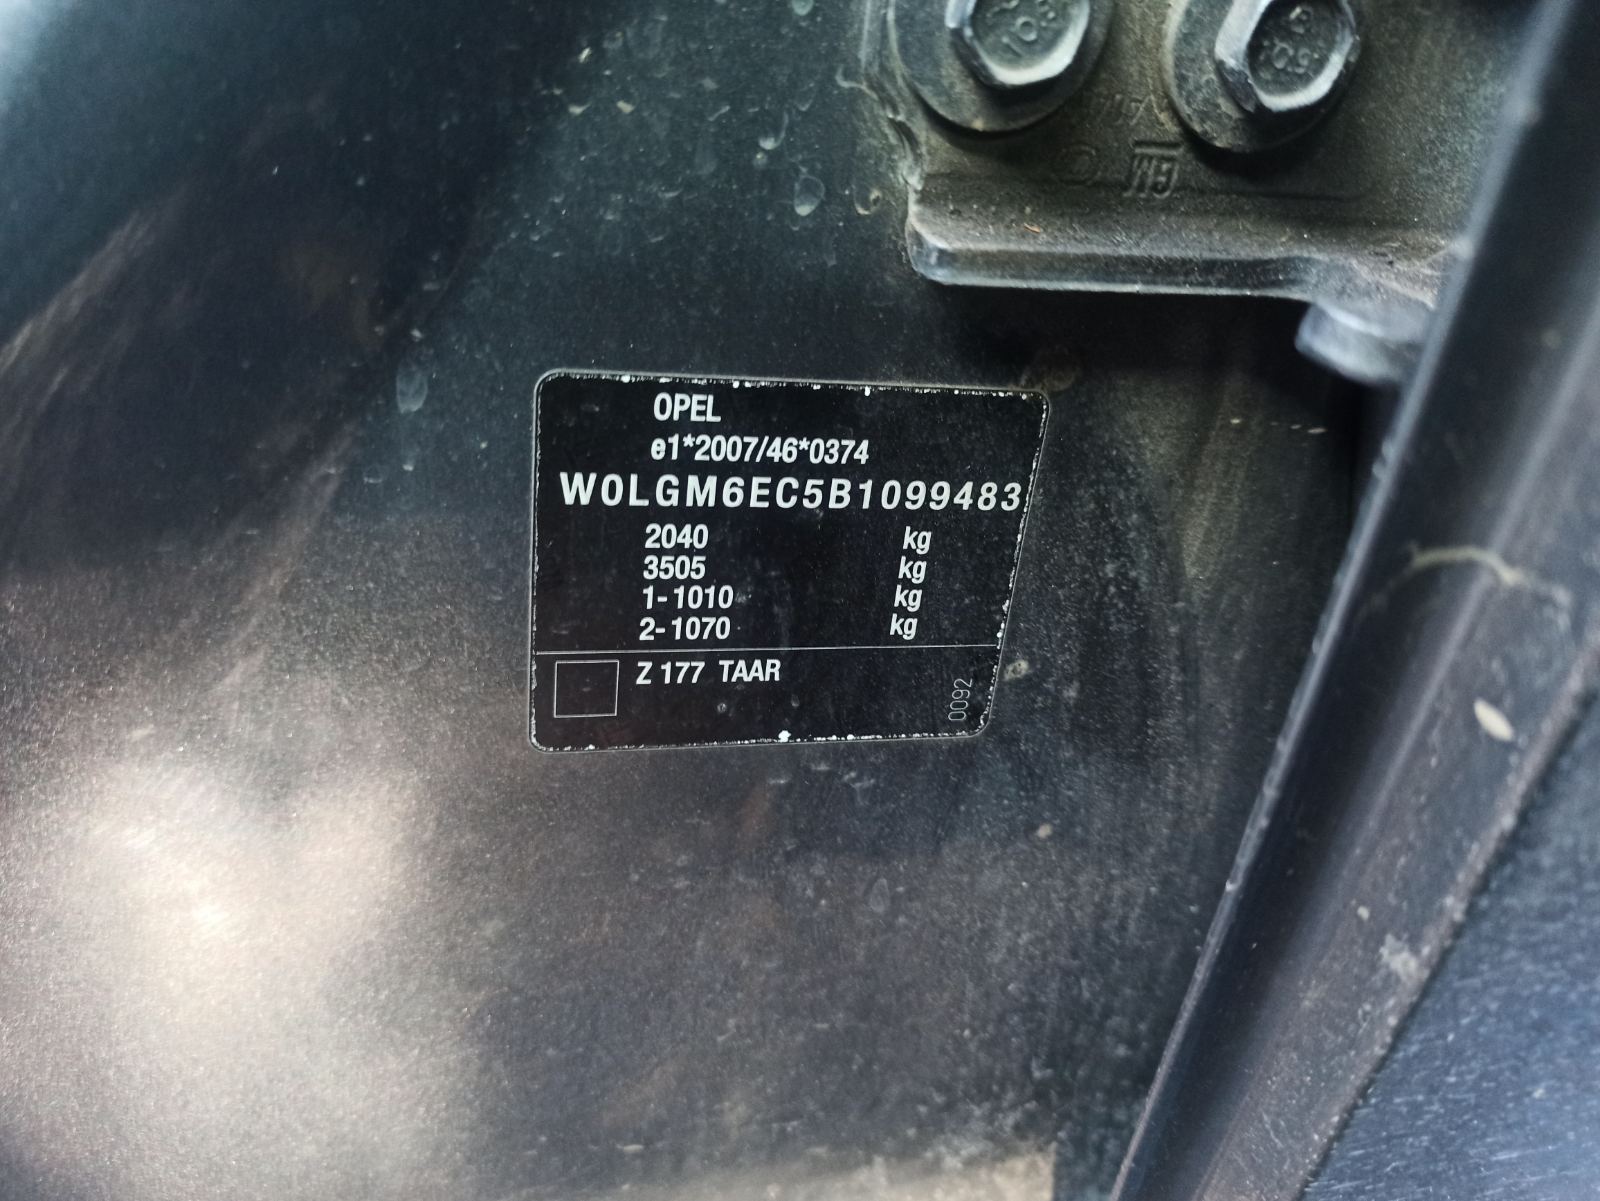 GM
OPEL
e1*2007/46*0374
W0LGM6EC5B1099483
2040 kg
3505 kg
1-1010 kg
2-1070 kg
Z 177 TAAR
0092